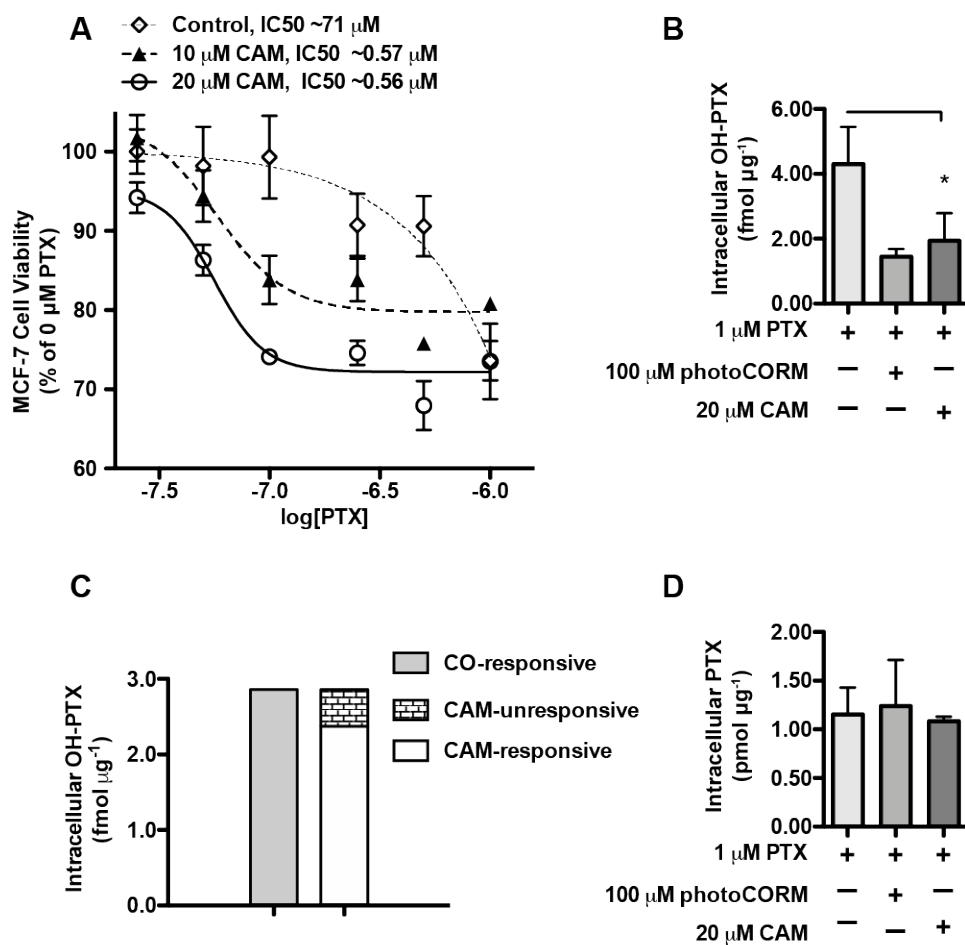 A
Control, IC50 ~71 μM
10 μM CAM, IC50 ~0.57 μM
20 μM CAM, IC50 ~0.56 μM
MCF-7 Cell Viability
(% of 0 μM PTX)
100
90
80
70
60
-7.5 -7.0 -6.5 -6.0
log[PTX]
B
Intracellular OH-PTX
(fmol μg-1)
6.00
4.00
2.00
0.00
*
1 μM PTX + + +
100 μM photoCORM — + —
20 μM CAM — — +
C
Intracellular OH-PTX
(fmol μg-1)
3.0
2.0
1.0
0.0
CO-responsive
CAM-unresponsive
CAM-responsive
D
Intracellular PTX
(pmol μg-1)
2.00
1.50
1.00
0.50
0.00
1 μM PTX + + +
100 μM photoCORM — + —
20 μM CAM — — +